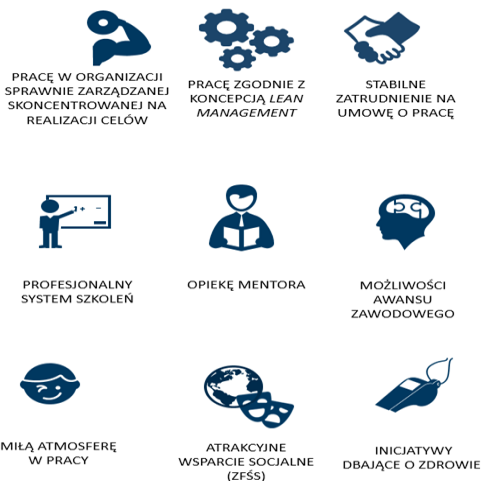 PRACĘ W ORGANIZACJI
SPRAWNIE ZARZĄDZANEJ
SKONCENTROWANEJ NA
REALIZACJI CELÓW
PRACĘ ZGODNIE Z
KONCEPCJĄ LEAN
MANAGEMENT
STABILNE
ZATRUDNIENIE NA
UMOWĘ O PRACĘ
PROFESJONALNY
SYSTEM SZKOLEŃ
OPIEKĘ MENTORA
MOŻLIWOŚCI
AWANSU
ZAWODOWEGO
MIŁĄ ATMOSFERĘ
W PRACY
ATRAKCYJNE
WSPARCIE SOCJALNE
(ZFŚS)
INICJATYWY
DBAJĄCE O ZDROWIE